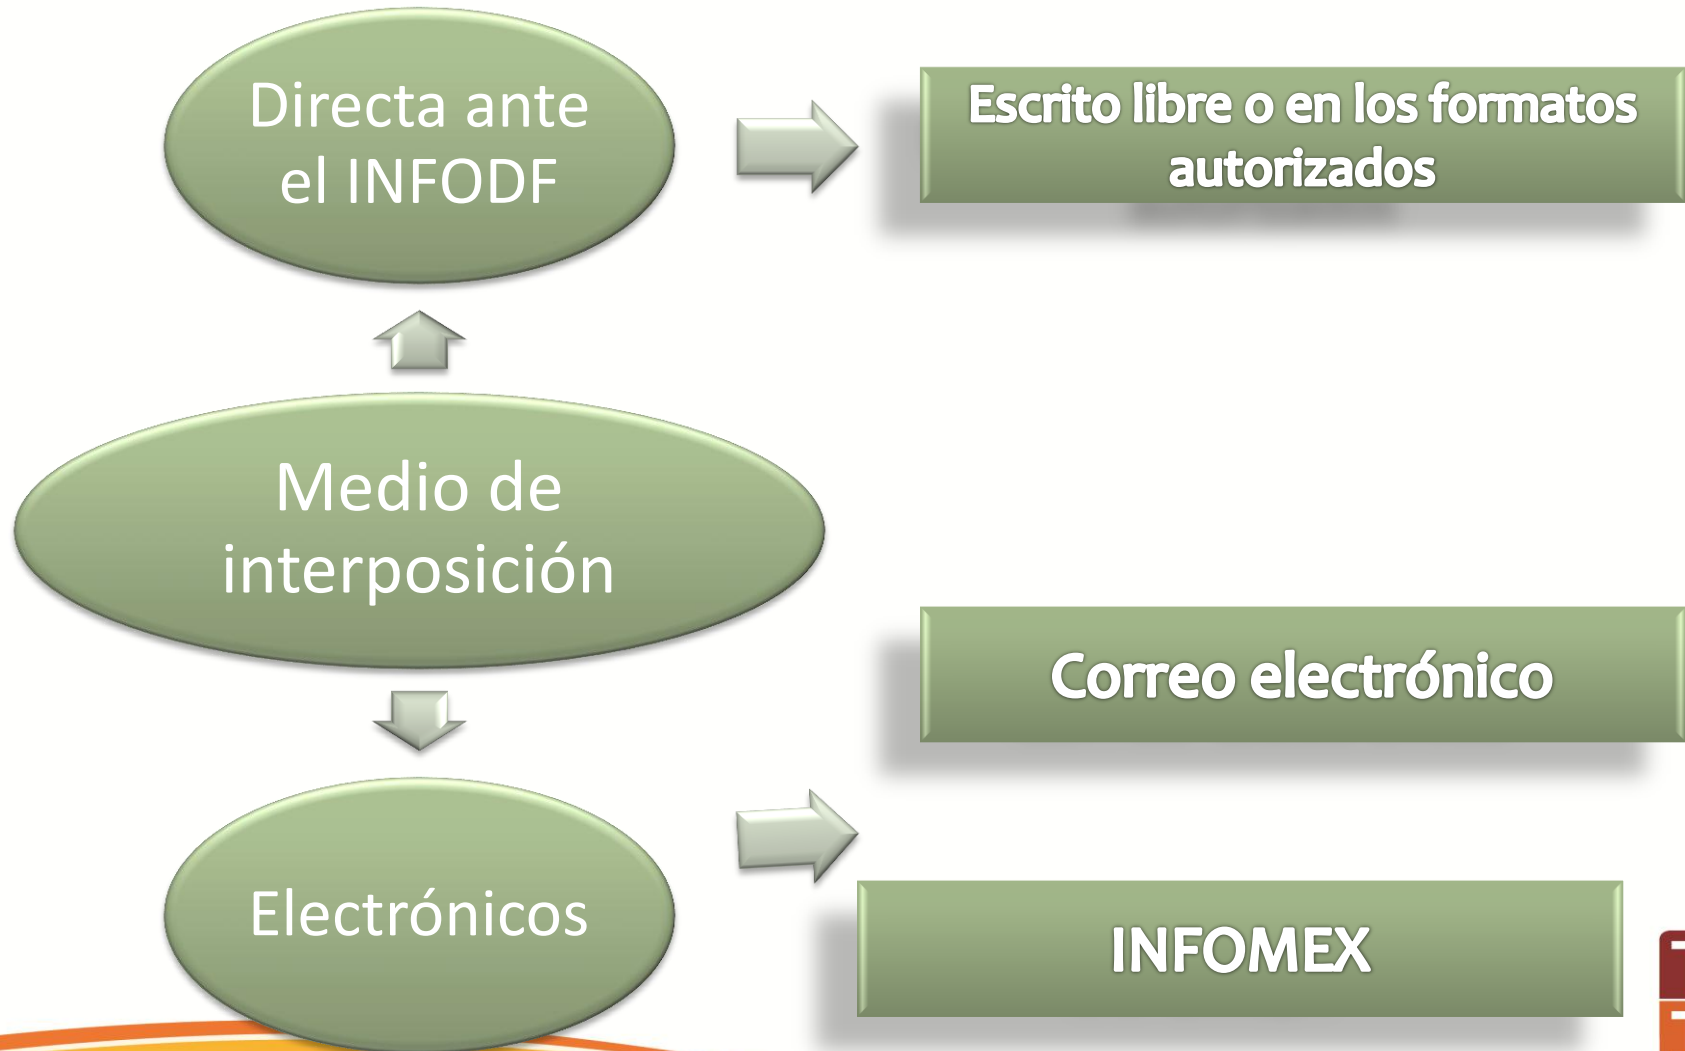 Directa ante
el INFODF
Escrito libre o en los formatos
autorizados
Medio de
interposición
Correo electrónico
Electrónicos
INFOMEX